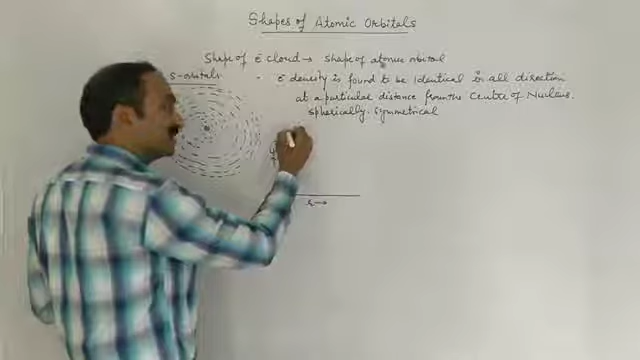 Shapes of Atomic Orbitals
Shape of ē cloud → shape of atomic orbital
s-orbitals
• ē density is found to be identical in all direction
at a particular distance from the Centre of Nucleus.
spherically symmetrical
r→